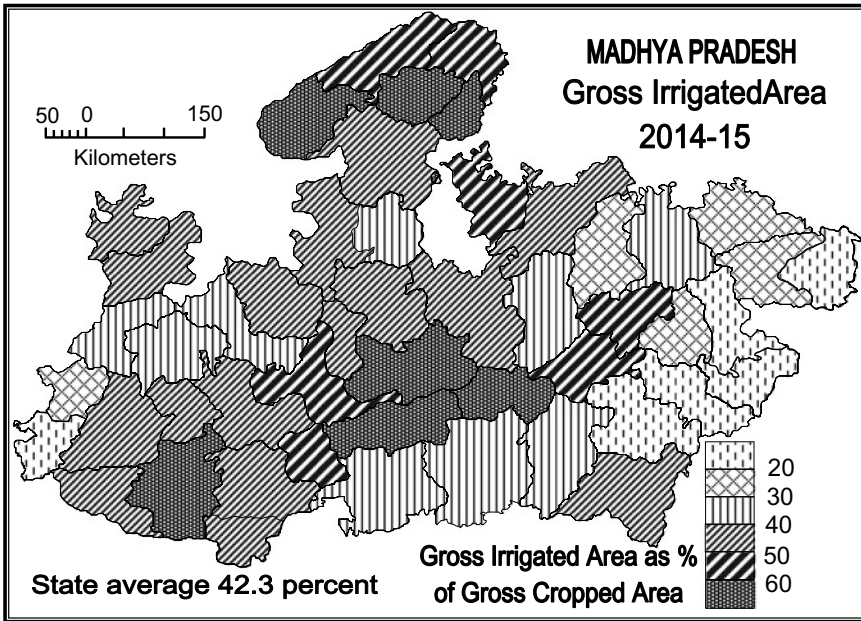 MADHYA PRADESH
Gross IrrigatedArea
2014-15
50 0 150
Kilometers
20
30
40
50
60
Gross Irrigated Area as %
of Gross Cropped Area
State average 42.3 percent